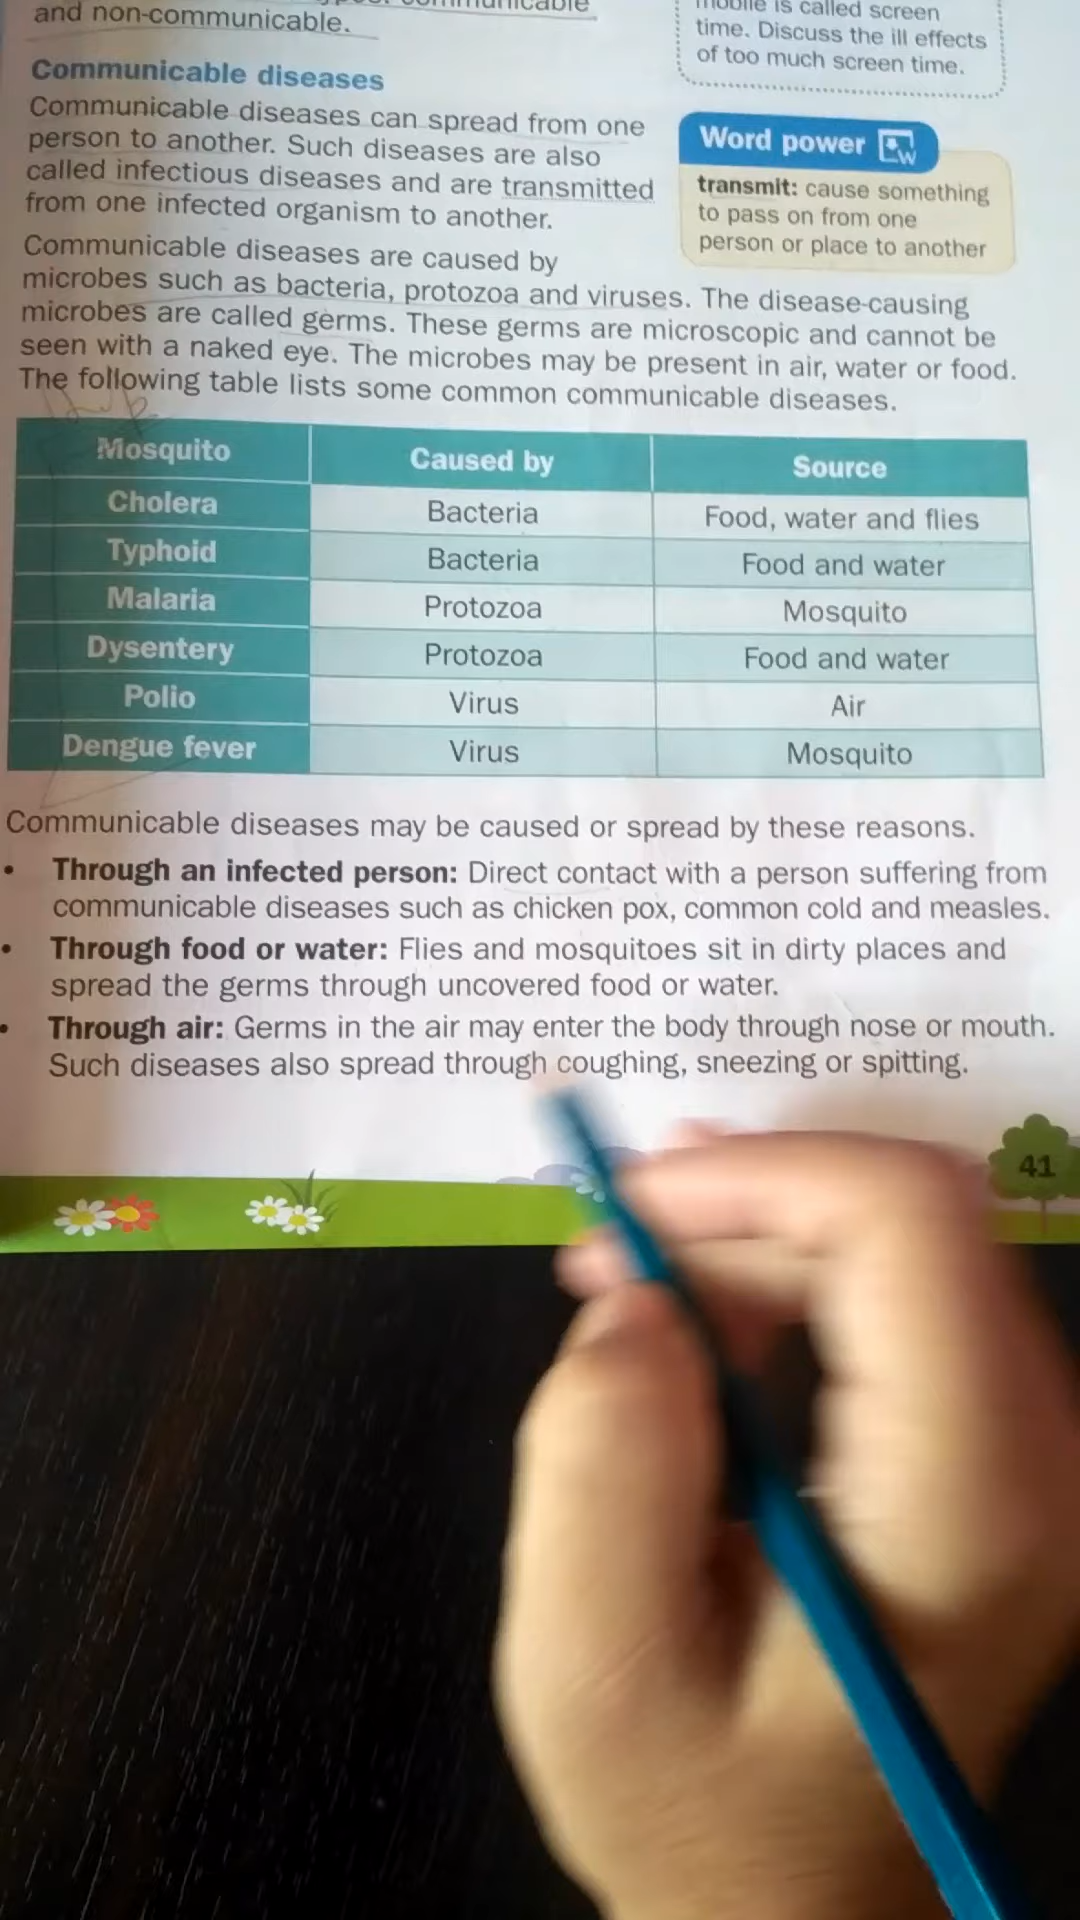 communicable
and non-communicable.
mobile is called screen
time. Discuss the ill effects
of too much screen time.
Communicable diseases
Communicable diseases can spread from one
person to another. Such diseases are also
called infectious diseases and are transmitted
from one infected organism to another.
Word power
W
transmit: cause something
to pass on from one
person or place to another
Communicable diseases are caused by
microbes such as bacteria, protozoa and viruses. The disease-causing
microbes are called germs. These germs are microscopic and cannot be
seen with a naked eye. The microbes may be present in air, water or food.
The following table lists some common communicable diseases.
Mosquito Caused by Source
Cholera Bacteria Food, water and flies
Typhoid Bacteria Food and water
Malaria Protozoa Mosquito
Dysentery Protozoa Food and water
Polio Virus Air
Dengue fever Virus Mosquito
Communicable diseases may be caused or spread by these reasons.
• Through an infected person: Direct contact with a person suffering from
communicable diseases such as chicken pox, common cold and measles.
• Through food or water: Flies and mosquitoes sit in dirty places and
spread the germs through uncovered food or water.
• Through air: Germs in the air may enter the body through nose or mouth.
Such diseases also spread through coughing, sneezing or spitting.
41